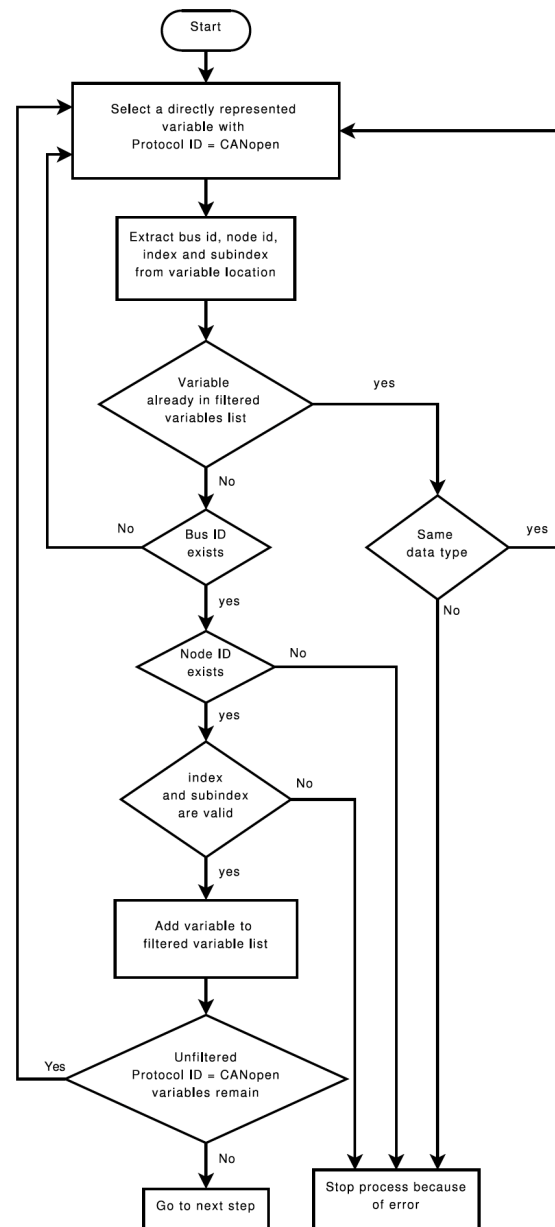 Start
Select a directly represented
variable with
Protocol ID = CANopen
Extract bus id, node id,
index and subindex
from variable location
Variable
already in filtered
variables list
yes
No
Bus ID
exists
No
yes
Same
data type
yes
No
Node ID
exists
No
yes
index
and subindex
are valid
No
yes
Add variable to
filtered variable list
Unfiltered
Protocol ID = CANopen
variables remain
Yes
No
Go to next step
Stop process because
of error